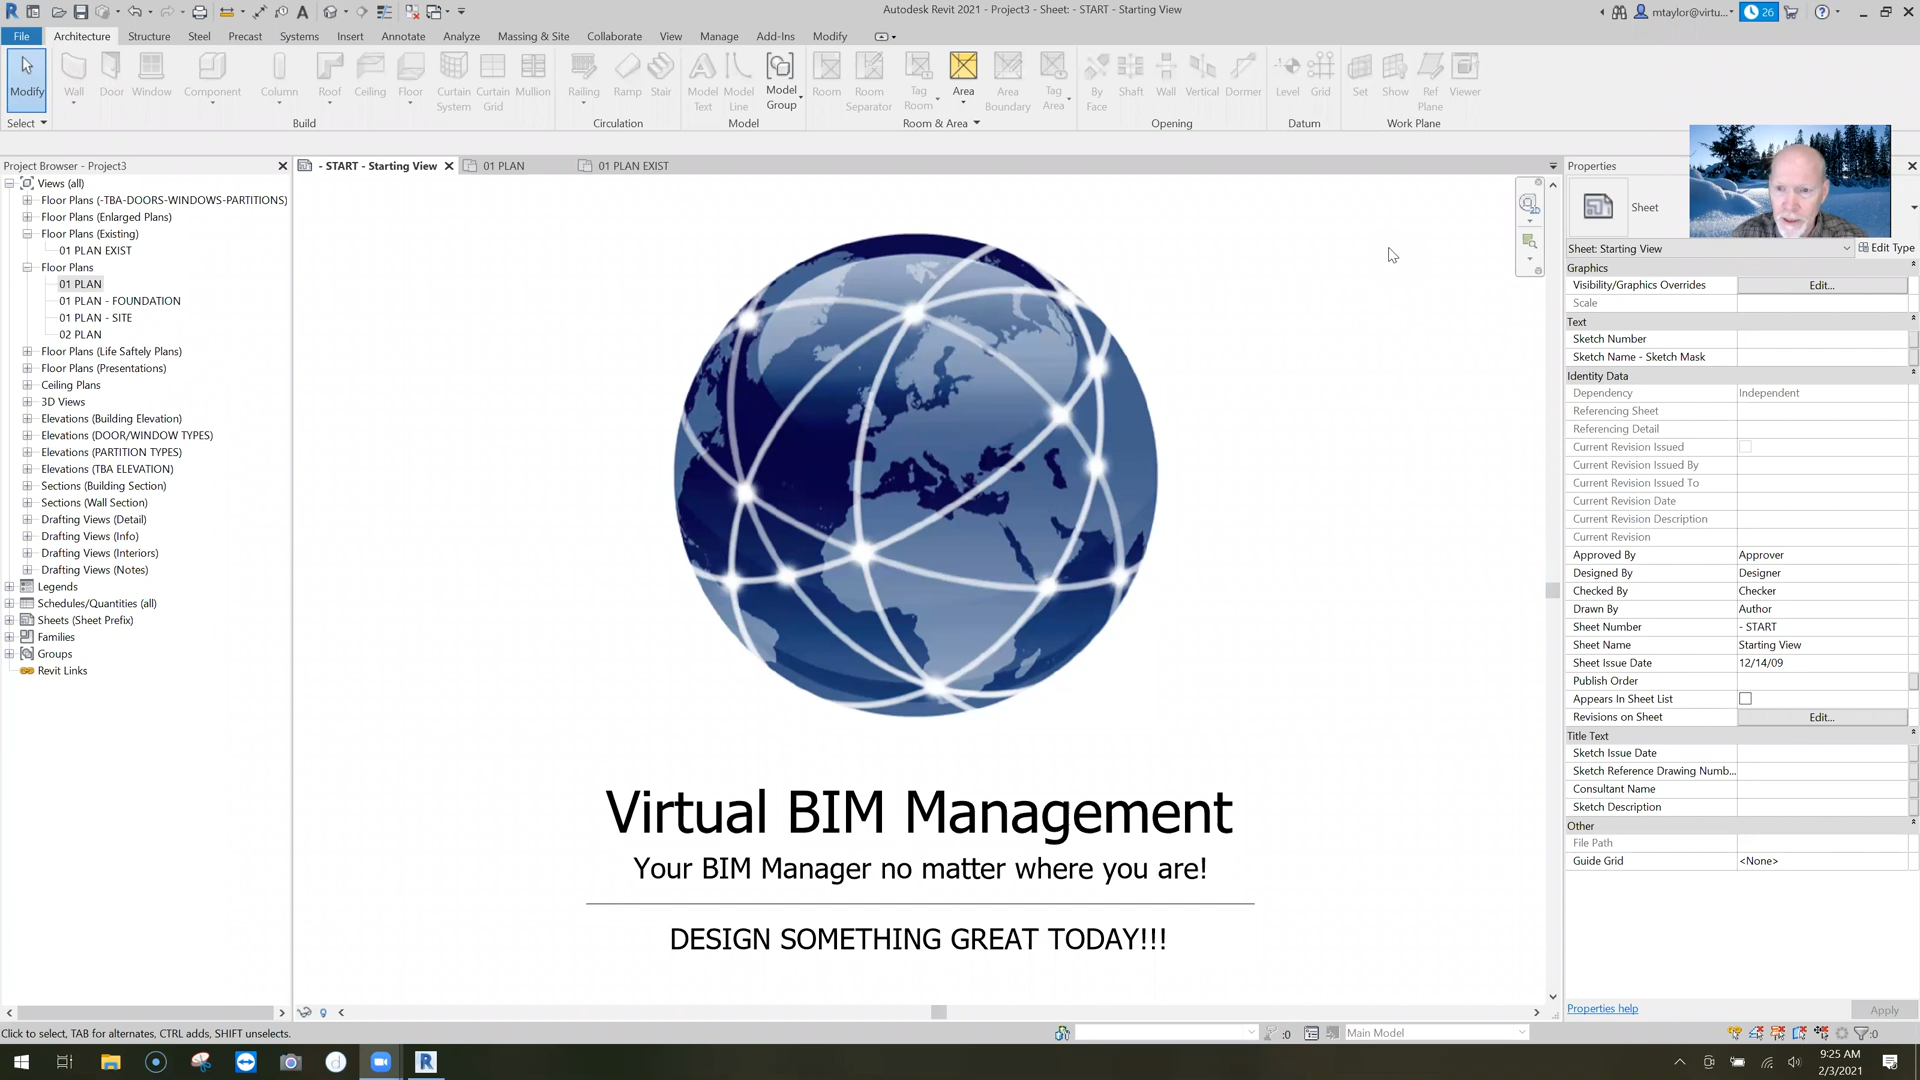 Autodesk Revit 2021 - Project3 - Sheet: - START - Starting View
mtaylor@virtu...
26
File Architecture Structure Steel Precast Systems Insert Annotate Analyze Massing & Site Collaborate View Manage Add-Ins Modify
Modify
Wall
Door
Window
Component
Column
Roof
Ceiling
Floor
Curtain System
Curtain Grid
Mullion
Railing
Ramp
Stair
Model Text
Model Line
Model Group
Room
Room Separator
Tag Room
Area
Area Boundary
Tag Area
By Face
Shaft
Wall
Vertical
Dormer
Level
Grid
Set
Show
Ref Plane
Viewer
Select Build Circulation Model Room & Area Opening Datum Work Plane
Project Browser - Project3
Views (all)
Floor Plans (-TBA-DOORS-WINDOWS-PARTITIONS)
Floor Plans (Enlarged Plans)
Floor Plans (Existing)
01 PLAN EXIST
Floor Plans
01 PLAN
01 PLAN - FOUNDATION
01 PLAN - SITE
02 PLAN
Floor Plans (Life Saftely Plans)
Floor Plans (Presentations)
Ceiling Plans
3D Views
Elevations (Building Elevation)
Elevations (DOOR/WINDOW TYPES)
Elevations (PARTITION TYPES)
Elevations (TBA ELEVATION)
Sections (Building Section)
Sections (Wall Section)
Drafting Views (Detail)
Drafting Views (Info)
Drafting Views (Interiors)
Drafting Views (Notes)
Legends
Schedules/Quantities (all)
Sheets (Sheet Prefix)
Families
Groups
Revit Links
- START - Starting View 01 PLAN 01 PLAN EXIST
Virtual BIM Management
Your BIM Manager no matter where you are!
DESIGN SOMETHING GREAT TODAY!!!
Properties
Sheet
Sheet: Starting View Edit Type
Graphics
Visibility/Graphics Overrides Edit...
Scale
Text
Sketch Number
Sketch Name - Sketch Mask
Identity Data
Dependency Independent
Referencing Sheet
Referencing Detail
Current Revision Issued
Current Revision Issued By
Current Revision Issued To
Current Revision Date
Current Revision Description
Current Revision
Approved By Approver
Designed By Designer
Checked By Checker
Drawn By Author
Sheet Number - START
Sheet Name Starting View
Sheet Issue Date 12/14/09
Publish Order
Appears In Sheet List
Revisions on Sheet Edit...
Title Text
Sketch Issue Date
Sketch Reference Drawing Numb...
Consultant Name
Sketch Description
Other
File Path
Guide Grid <None>
Properties help Apply
Click to select, TAB for alternates, CTRL adds, SHIFT unselects.
:0
Main Model
:0
9:25 AM
2/3/2021